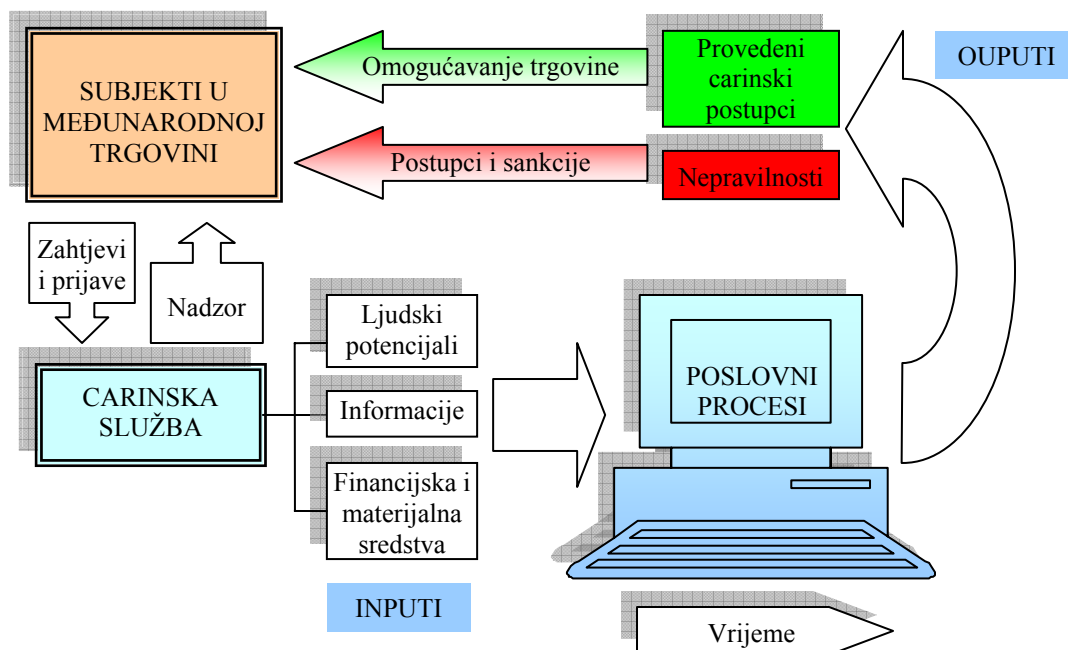 SUBJEKTI U
MEĐUNARODNOJ
TRGOVINI
Omogućavanje trgovine
Provedeni
carinski
postupci
OUPUTI
Postupci i sankcije
Nepravilnosti
Zahtjevi
i prijave
Nadzor
CARINSKA
SLUŽBA
Ljudski
potencijali
Informacije
Financijska i
materijalna
sredstva
INPUTI
POSLOVNI
PROCESI
Vrijeme